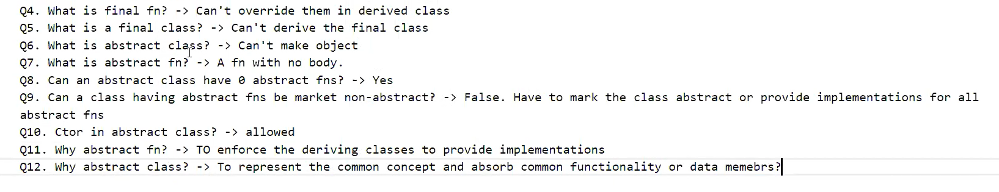 Q4. What is final fn? -> Can't override them in derived class
Q5. What is a final class? -> Can't derive the final class
Q6. What is abstract class? -> Can't make object
Q7. What is abstract fn? -> A fn with no body.
Q8. Can an abstract class have 0 abstract fns? -> Yes
Q9. Can a class having abstract fns be market non-abstract? -> False. Have to mark the class abstract or provide implementations for all
abstract fns
Q10. Ctor in abstract class? -> allowed
Q11. Why abstract fn? -> TO enforce the deriving classes to provide implementations
Q12. Why abstract class? -> To represent the common concept and absorb common functionality or data memebrs?